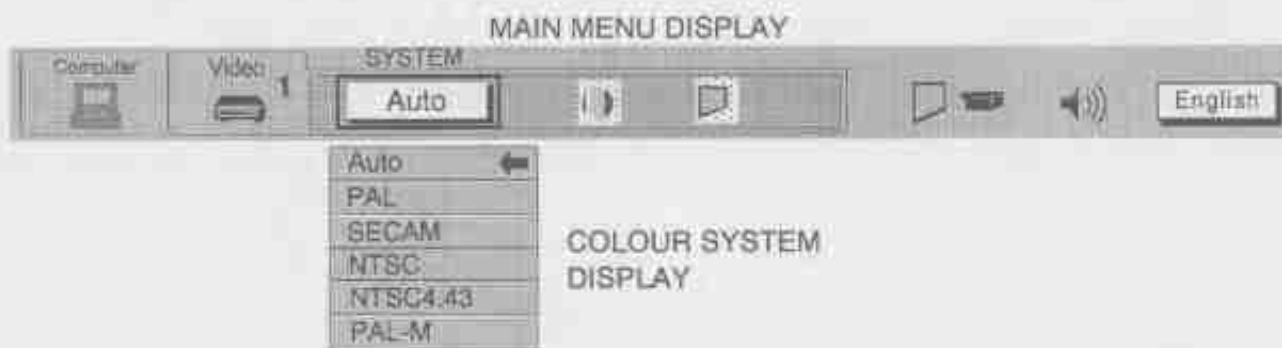 MAIN MENU DISPLAY
Computer
Video 1
SYSTEM
Auto
English
Auto
PAL
SECAM
NTSC
NTSC4.43
PAL-M
COLOUR SYSTEM
DISPLAY